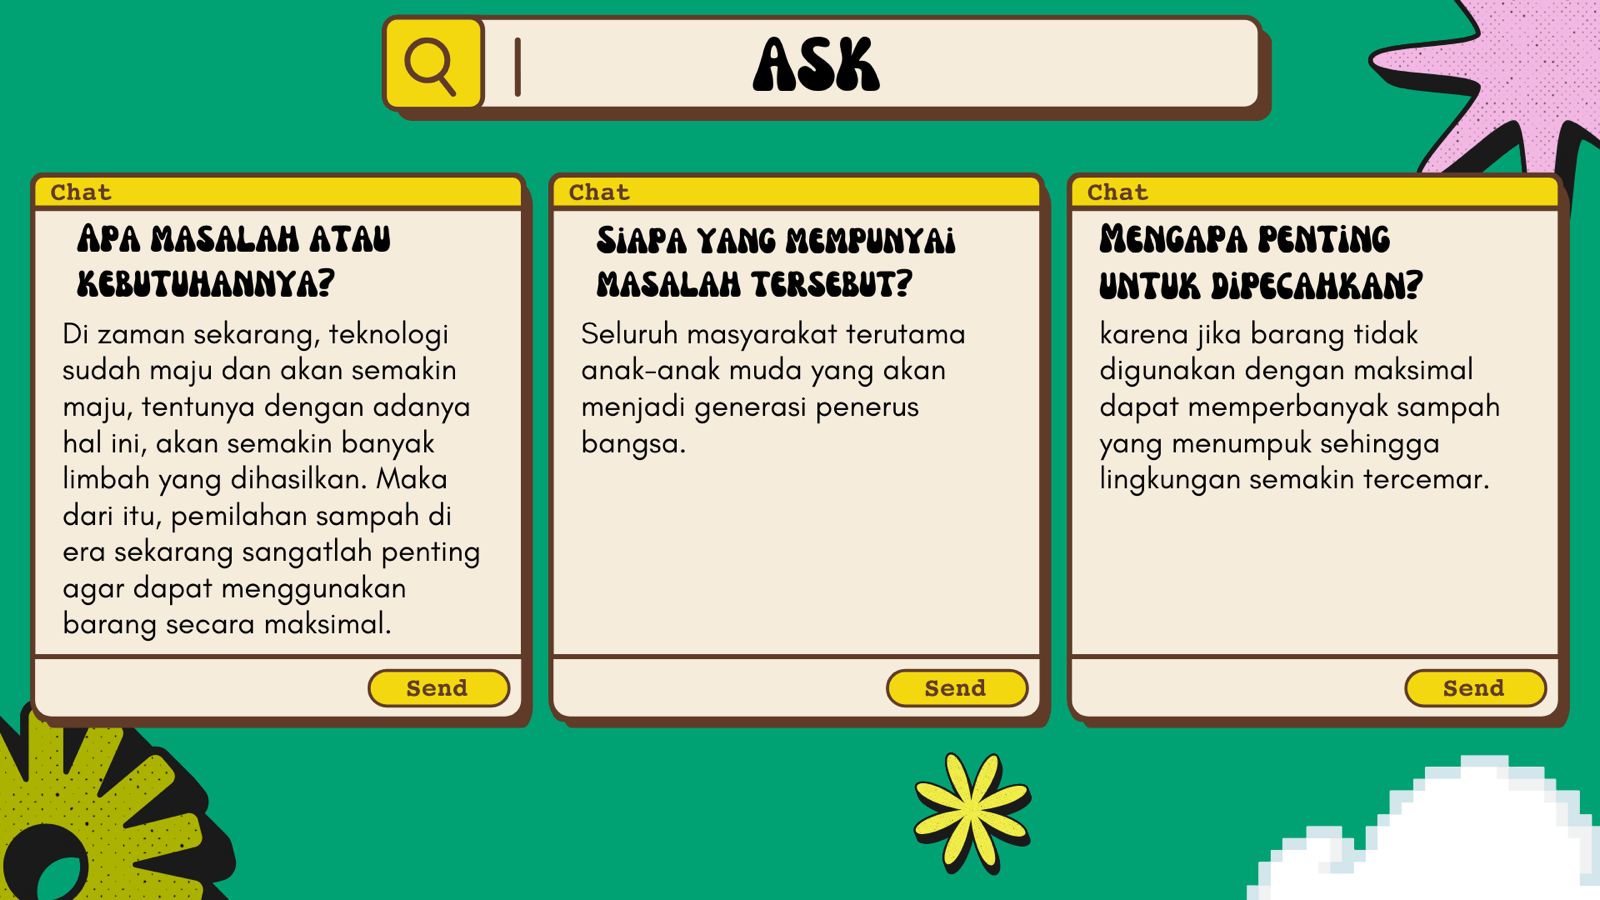 ASK
Chat
Apa masalah atau
kebutuhannya?
Di zaman sekarang, teknologi
sudah maju dan akan semakin
maju, tentunya dengan adanya
hal ini, akan semakin banyak
limbah yang dihasilkan. Maka
dari itu, pemilahan sampah di
era sekarang sangatlah penting
agar dapat menggunakan
barang secara maksimal.
Send
Chat
Siapa yang mempunyai
masalah tersebut?
Seluruh masyarakat terutama
anak-anak muda yang akan
menjadi generasi penerus
bangsa.
Send
Chat
Mengapa penting
untuk dipecahkan?
karena jika barang tidak
digunakan dengan maksimal
dapat memperbanyak sampah
yang menumpuk sehingga
lingkungan semakin tercemar.
Send